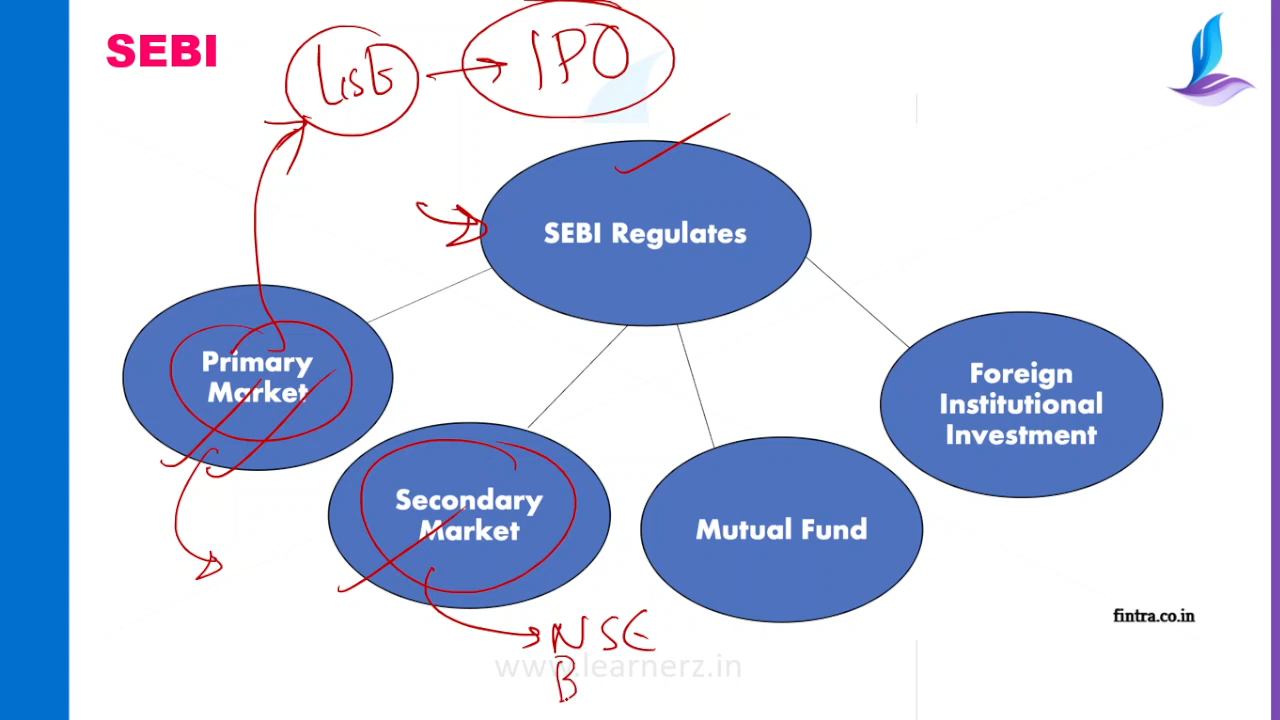 SEBI
List
IPO
SEBI Regulates
Primary
Market
Secondary
Market
Mutual Fund
Foreign
Institutional
Investment
fintra.co.in
NSE
B
www.learnerz.in